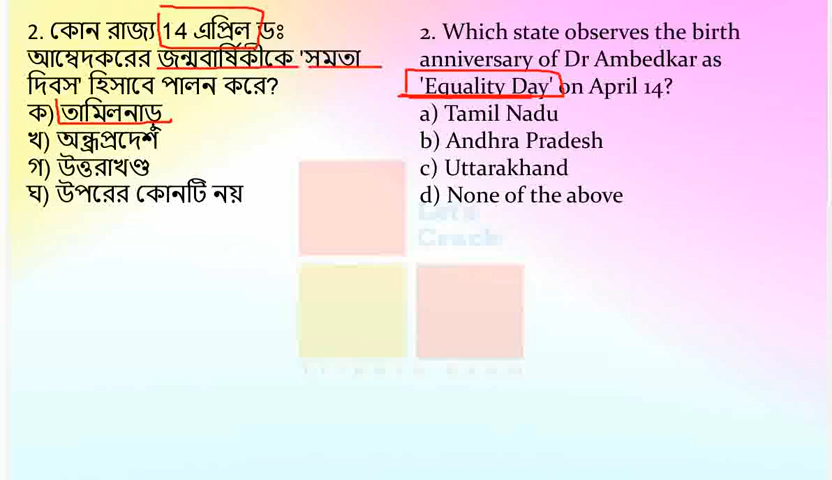 2. কোন রাজ্য 14 এপ্রিল ডঃ
আম্বেদকরের জন্মবার্ষিকীকে 'সমতা
দিবস' হিসাবে পালন করে?
ক) তামিলনাড়ু
খ) অন্ধ্রপ্রদেশ
গ) উত্তরাখণ্ড
ঘ) উপরের কোনটি নয়
2. Which state observes the birth
anniversary of Dr Ambedkar as
'Equality Day' on April 14?
a) Tamil Nadu
b) Andhra Pradesh
c) Uttarakhand
d) None of the above
Let's
Crack